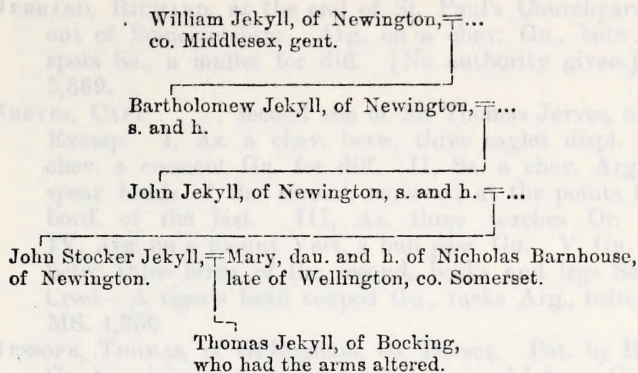 William Jekyll, of Newington,╤...
co. Middlesex, gent.
Bartholomew Jekyll, of Newington,╤...
s. and h.
John Jekyll, of Newington, s. and h.╤...
John Stocker Jekyll,╤Mary, dau. and h. of Nicholas Barnhouse,
of Newington. late of Wellington, co. Somerset.
Thomas Jekyll, of Bocking,
who had the arms altered.